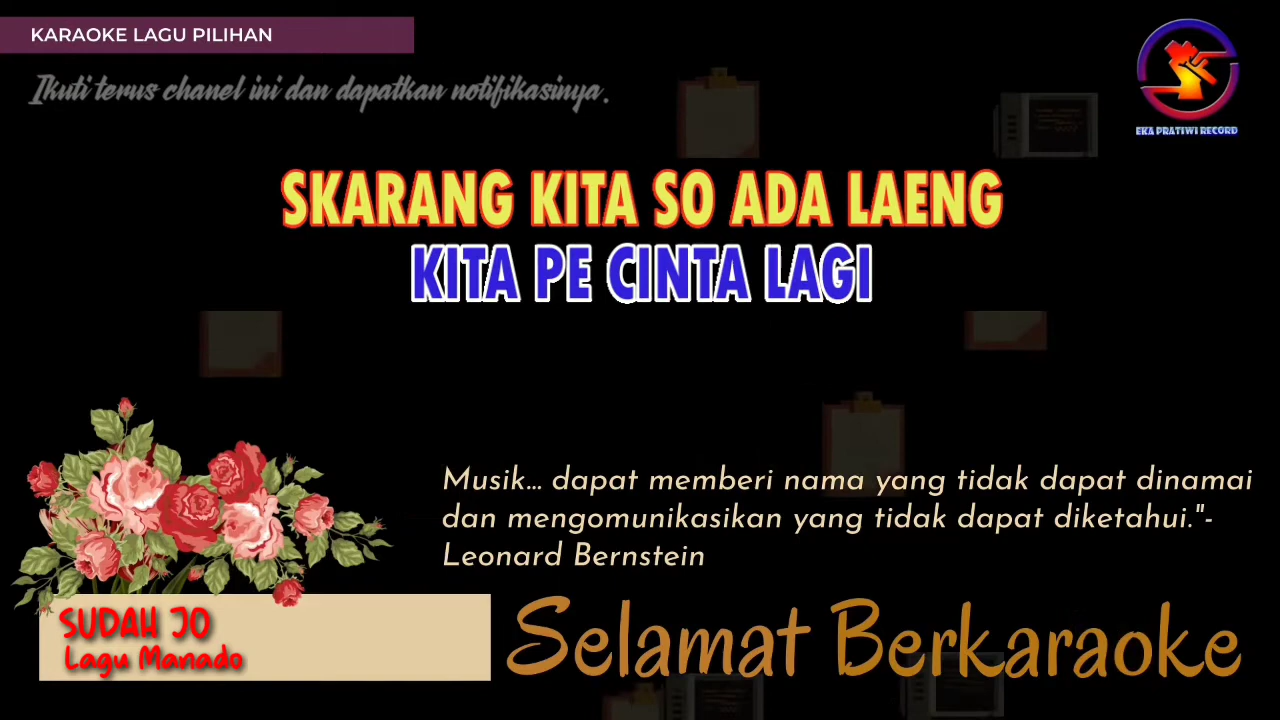 KARAOKE LAGU PILIHAN
Ikuti terus chanel ini dan dapatkan notifikasinya.
EKA PRATIWI RECORD
SKARANG KITA SO ADA LAENG
KITA PE CINTA LAGI
Musik... dapat memberi nama yang tidak dapat dinamai
dan mengomunikasikan yang tidak dapat diketahui."-
Leonard Bernstein
SUDAH JO
Lagu Manado
Selamat Berkaraoke